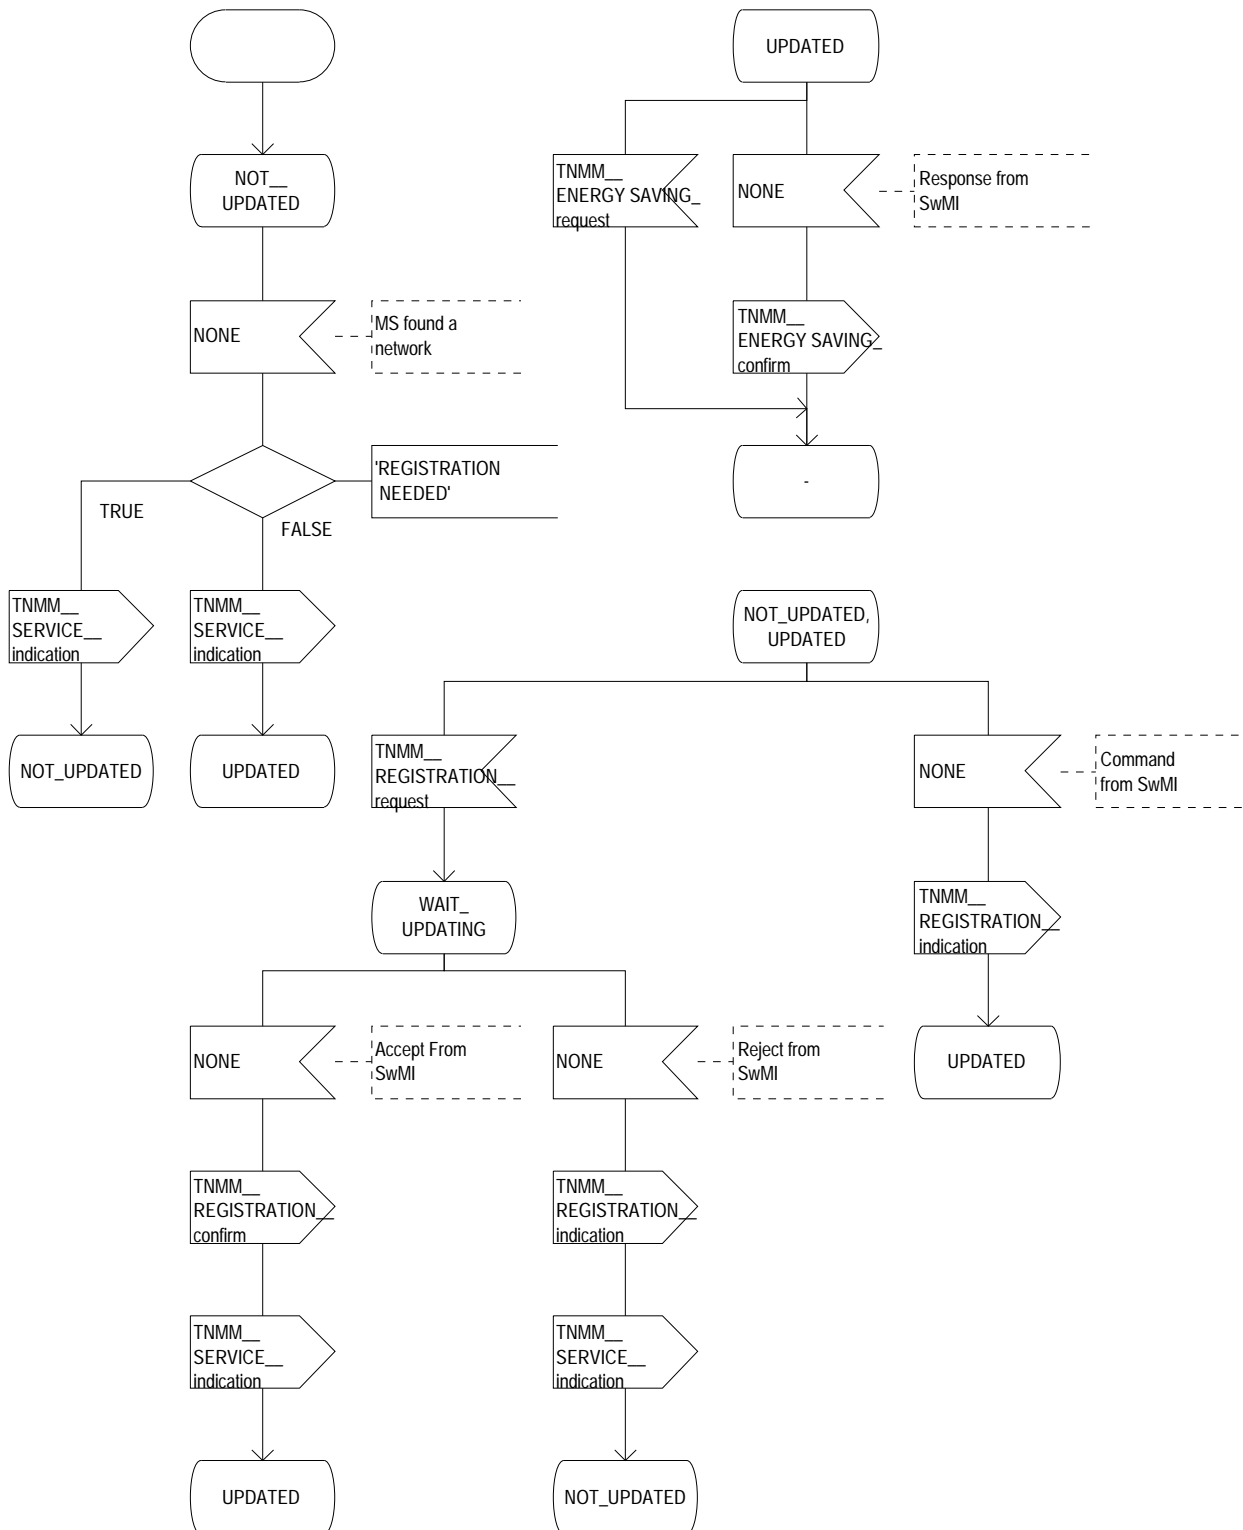 UPDATED
NOT__
UPDATED
TNMM__
ENERGY SAVING_
request
NONE
Response from
SwMI
NONE
MS found a
network
TNMM__
ENERGY SAVING_
confirm
'REGISTRATION
NEEDED'
-
TRUE
FALSE
TNMM__
SERVICE__
indication
TNMM__
SERVICE__
indication
NOT_UPDATED,
UPDATED
NOT_UPDATED
UPDATED
TNMM__
REGISTRATION__
request
NONE
Command
from SwMI
WAIT_
UPDATING
TNMM__
REGISTRATION__
indication
NONE
Accept From
SwMI
NONE
Reject from
SwMI
UPDATED
TNMM__
REGISTRATION__
confirm
TNMM__
REGISTRATION__
indication
TNMM__
SERVICE__
indication
TNMM__
SERVICE__
indication
UPDATED
NOT_UPDATED